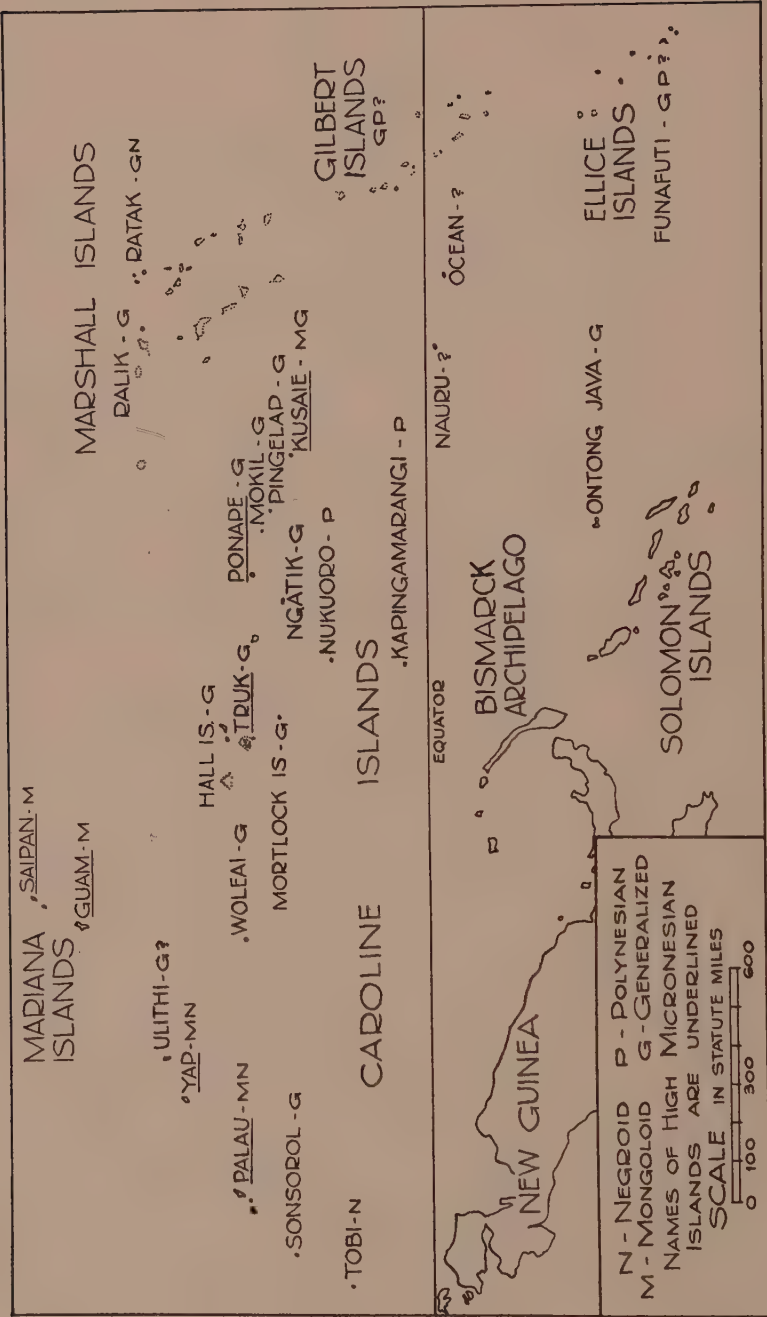 MARIANA
ISLANDS
SAIPAN-M
GUAM-M
MARSHALL ISLANDS
RALIK-G
RATAK-GN
ULITHI-G?
YAP-MN
PALAU-MN
SONSOROL-G
TOBI-N
WOLEAI-G
HALL IS.-G
TRUK-G
MORTLOCK IS-G
PONAPE-G
MOKIL-G
PINGELAP-G
KUSAIE-MG
NGATIK-G
NUKUORO-P
CAROLINE ISLANDS
KAPINGAMARANGI-P
GILBERT
ISLANDS
GP?
EQUATOR
NAURU-?
OCEAN-?
BISMARCK
ARCHIPELAGO
NEW GUINEA
ONTONG JAVA-G
SOLOMON
ISLANDS
ELLICE
ISLANDS
FUNAFUTI-GP?
N-NEGROID P-POLYNESIAN
M-MONGOLOID G-GENERALIZED
NAMES OF HIGH MICRONESIAN
ISLANDS ARE UNDERLINED
SCALE IN STATUTE MILES
0 100 300 600